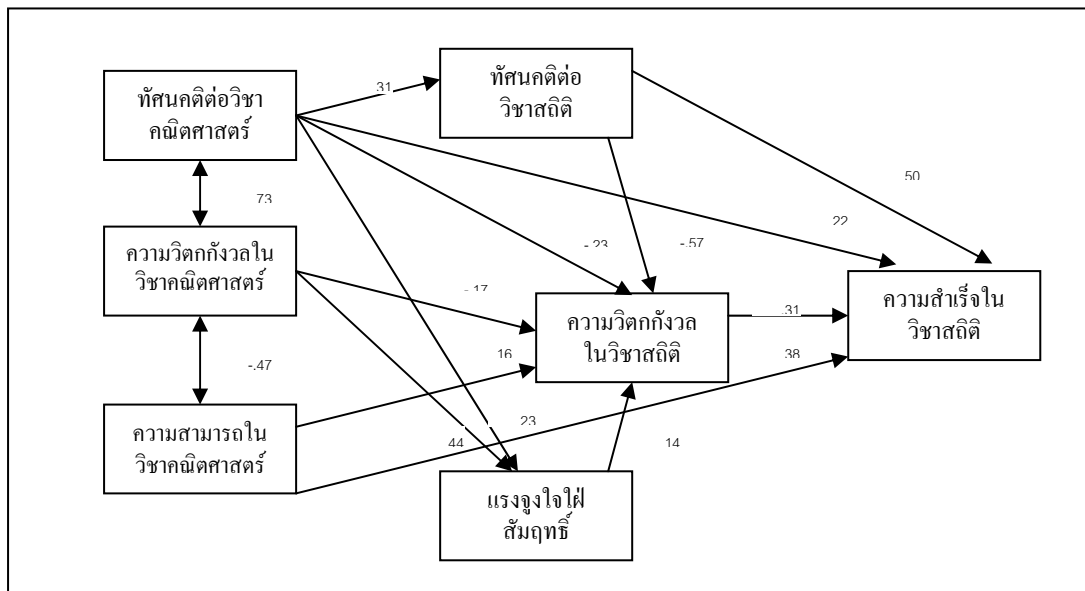 ทัศนคติต่อวิชา
คณิตศาสตร์
.31
ทัศนคติต่อ
วิชาสถิติ
.50
.73
.22
-.23
-.57
ความวิตกกังวลใน
วิชาคณิตศาสตร์
-.17
ความวิตกกังวล
ในวิชาสถิติ
.31
ความสำเร็จใน
วิชาสถิติ
-.47
16
38
ความสามารถใน
วิชาคณิตศาสตร์
23
44
14
แรงจูงใจใฝ่
สัมฤทธิ์